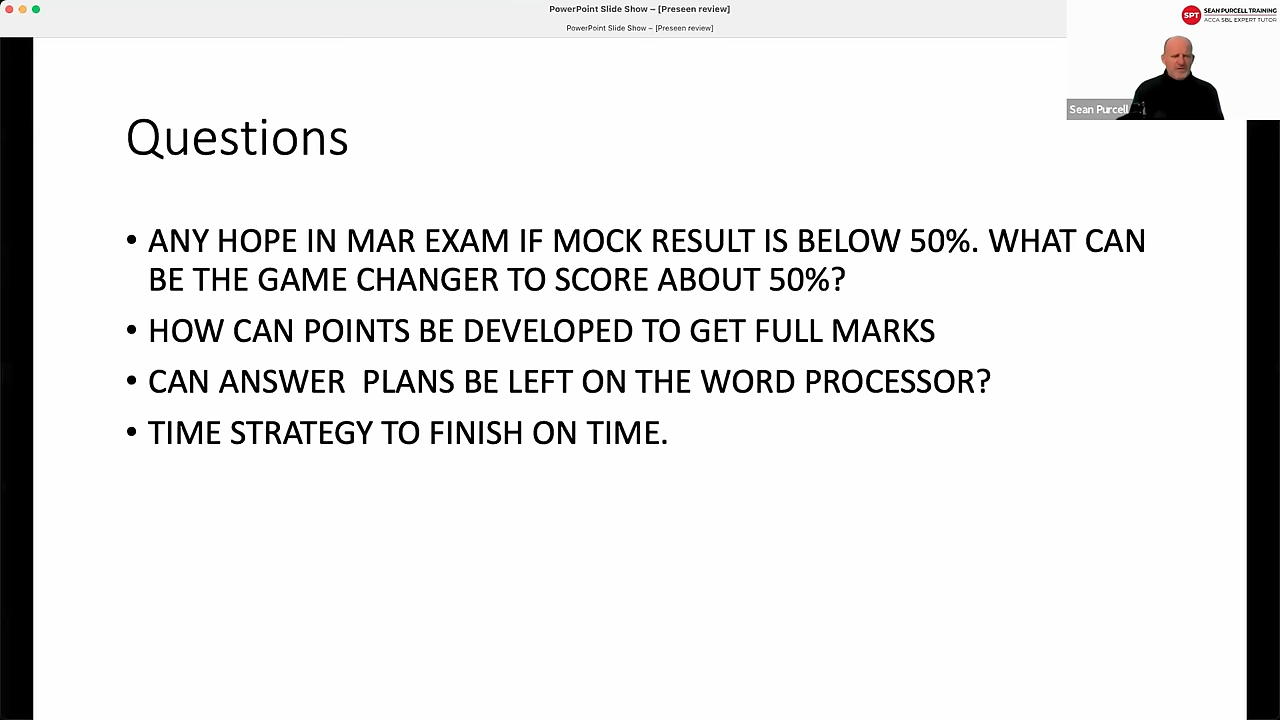 PowerPoint Slide Show – [Preseen review]
PowerPoint Slide Show – [Preseen review]
SPT
SEAN PURCELL TRAINING
ACCA SBL EXPERT TUTOR
Sean Purcell
Questions
• ANY HOPE IN MAR EXAM IF MOCK RESULT IS BELOW 50%. WHAT CAN
BE THE GAME CHANGER TO SCORE ABOUT 50%?
• HOW CAN POINTS BE DEVELOPED TO GET FULL MARKS
• CAN ANSWER  PLANS BE LEFT ON THE WORD PROCESSOR?
• TIME STRATEGY TO FINISH ON TIME.